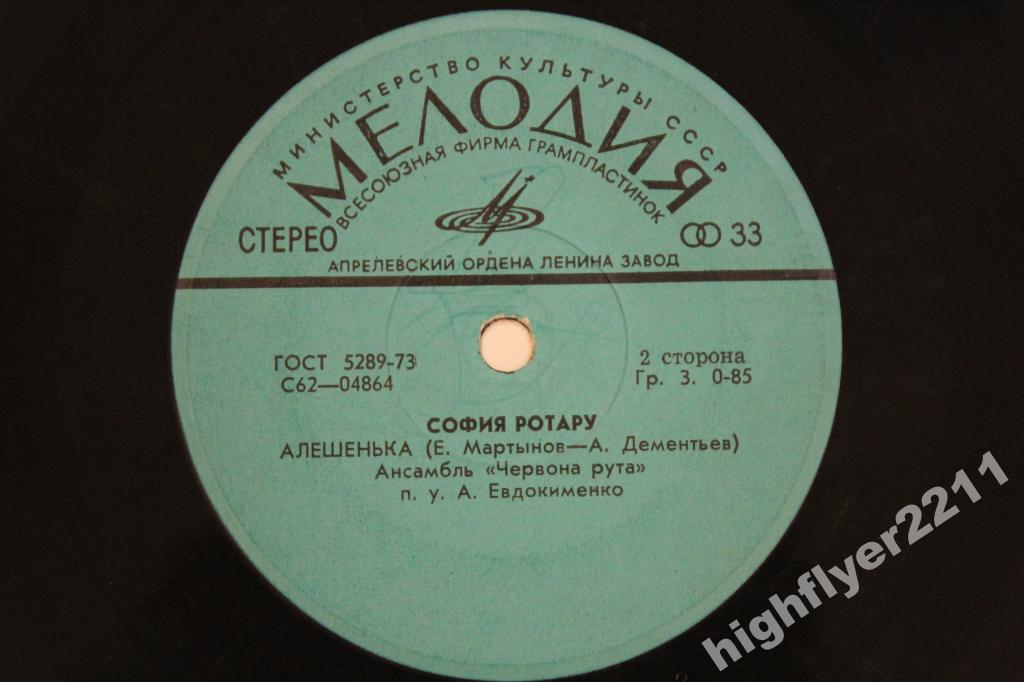 МИНИСТЕРСТВО КУЛЬТУРЫ СССР
МЕЛОДИЯ
ВСЕСОЮЗНАЯ ФИРМА ГРАМПЛАСТИНОК
СТЕРЕО
33
АПРЕЛЕВСКИЙ ОРДЕНА ЛЕНИНА ЗАВОД
ГОСТ 5289-73
С62—04864
2 сторона
Гр. 3. 0-85
СОФИЯ РОТАРУ
АЛЕШЕНЬКА (Е. Мартынов—А. Дементьев)
Ансамбль «Червона рута»
п. у. А. Евдокименко
highflyer2211